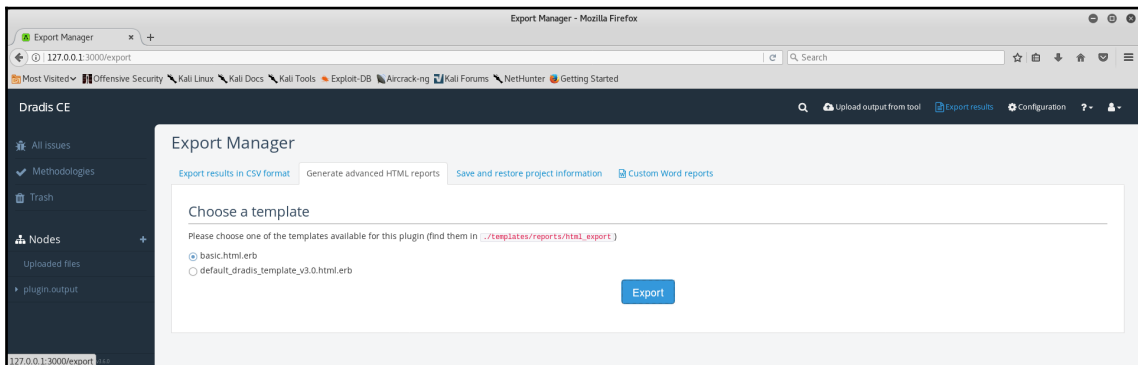 Export Manager - Mozilla Firefox
Export Manager × +
127.0.0.1:3000/export Search
Most Visited Offensive Security Kali Linux Kali Docs Kali Tools Exploit-DB Aircrack-ng Kali Forums NetHunter Getting Started
Dradis CE Upload output from tool Export results Configuration ?
All issues
Methodologies
Trash
Nodes +
Uploaded files
plugin.output
Export Manager
Export results in CSV format Generate advanced HTML reports Save and restore project information Custom Word reports
Choose a template
Please choose one of the templates available for this plugin (find them in ./templates/reports/html_export)
basic.html.erb
default_dradis_template_v3.0.html.erb
Export
127.0.0.1:3000/export